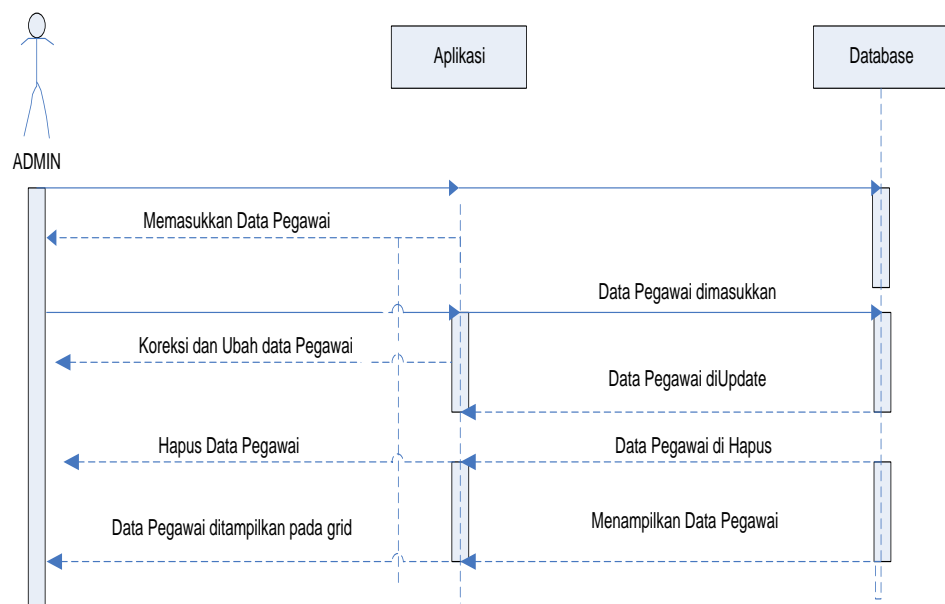 Aplikasi
Database
ADMIN
Memasukkan Data Pegawai
Data Pegawai dimasukkan
Koreksi dan Ubah data Pegawai
Data Pegawai diUpdate
Hapus Data Pegawai
Data Pegawai di Hapus
Data Pegawai ditampilkan pada grid
Menampilkan Data Pegawai